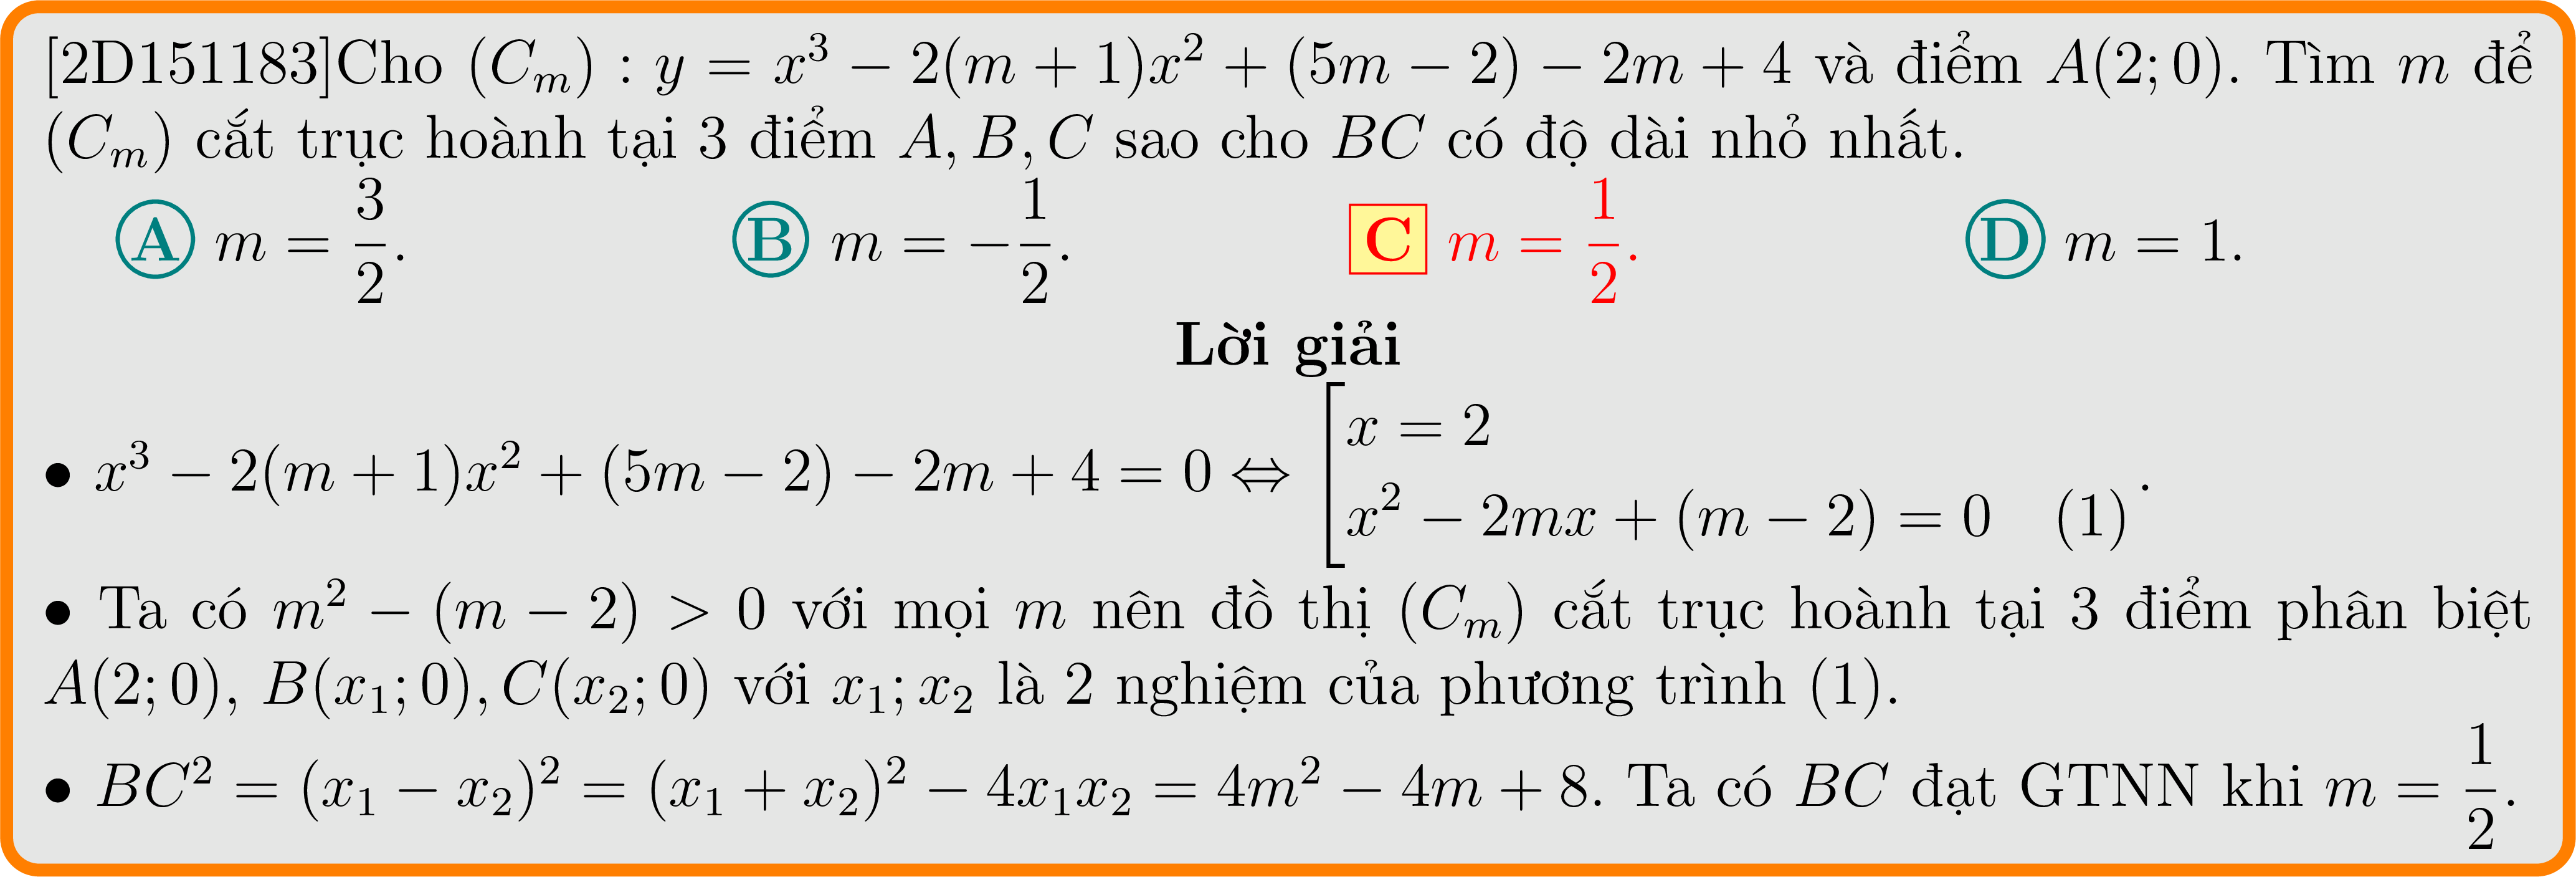 [2D151183]Cho $(C_m) : y = x^3 - 2(m + 1)x^2 + (5m - 2) - 2m + 4$ và điểm $A(2; 0)$. Tìm $m$ để
$(C_m)$ cắt trục hoành tại 3 điểm $A, B, C$ sao cho $BC$ có độ dài nhỏ nhất.
A $m = \dfrac{3}{2}$. B $m = -\dfrac{1}{2}$. C $m = \dfrac{1}{2}$. D $m = 1$.
Lời giải
• $x^3 - 2(m + 1)x^2 + (5m - 2) - 2m + 4 = 0 \Leftrightarrow \left[\begin{array}{l} x = 2 \\ x^2 - 2mx + (m - 2) = 0 \quad (1) \end{array}\right.$.
• Ta có $m^2 - (m - 2) > 0$ với mọi $m$ nên đồ thị $(C_m)$ cắt trục hoành tại 3 điểm phân biệt
$A(2; 0)$, $B(x_1; 0), C(x_2; 0)$ với $x_1; x_2$ là 2 nghiệm của phương trình (1).
• $BC^2 = (x_1 - x_2)^2 = (x_1 + x_2)^2 - 4x_1x_2 = 4m^2 - 4m + 8$. Ta có $BC$ đạt GTNN khi $m = \dfrac{1}{2}$.